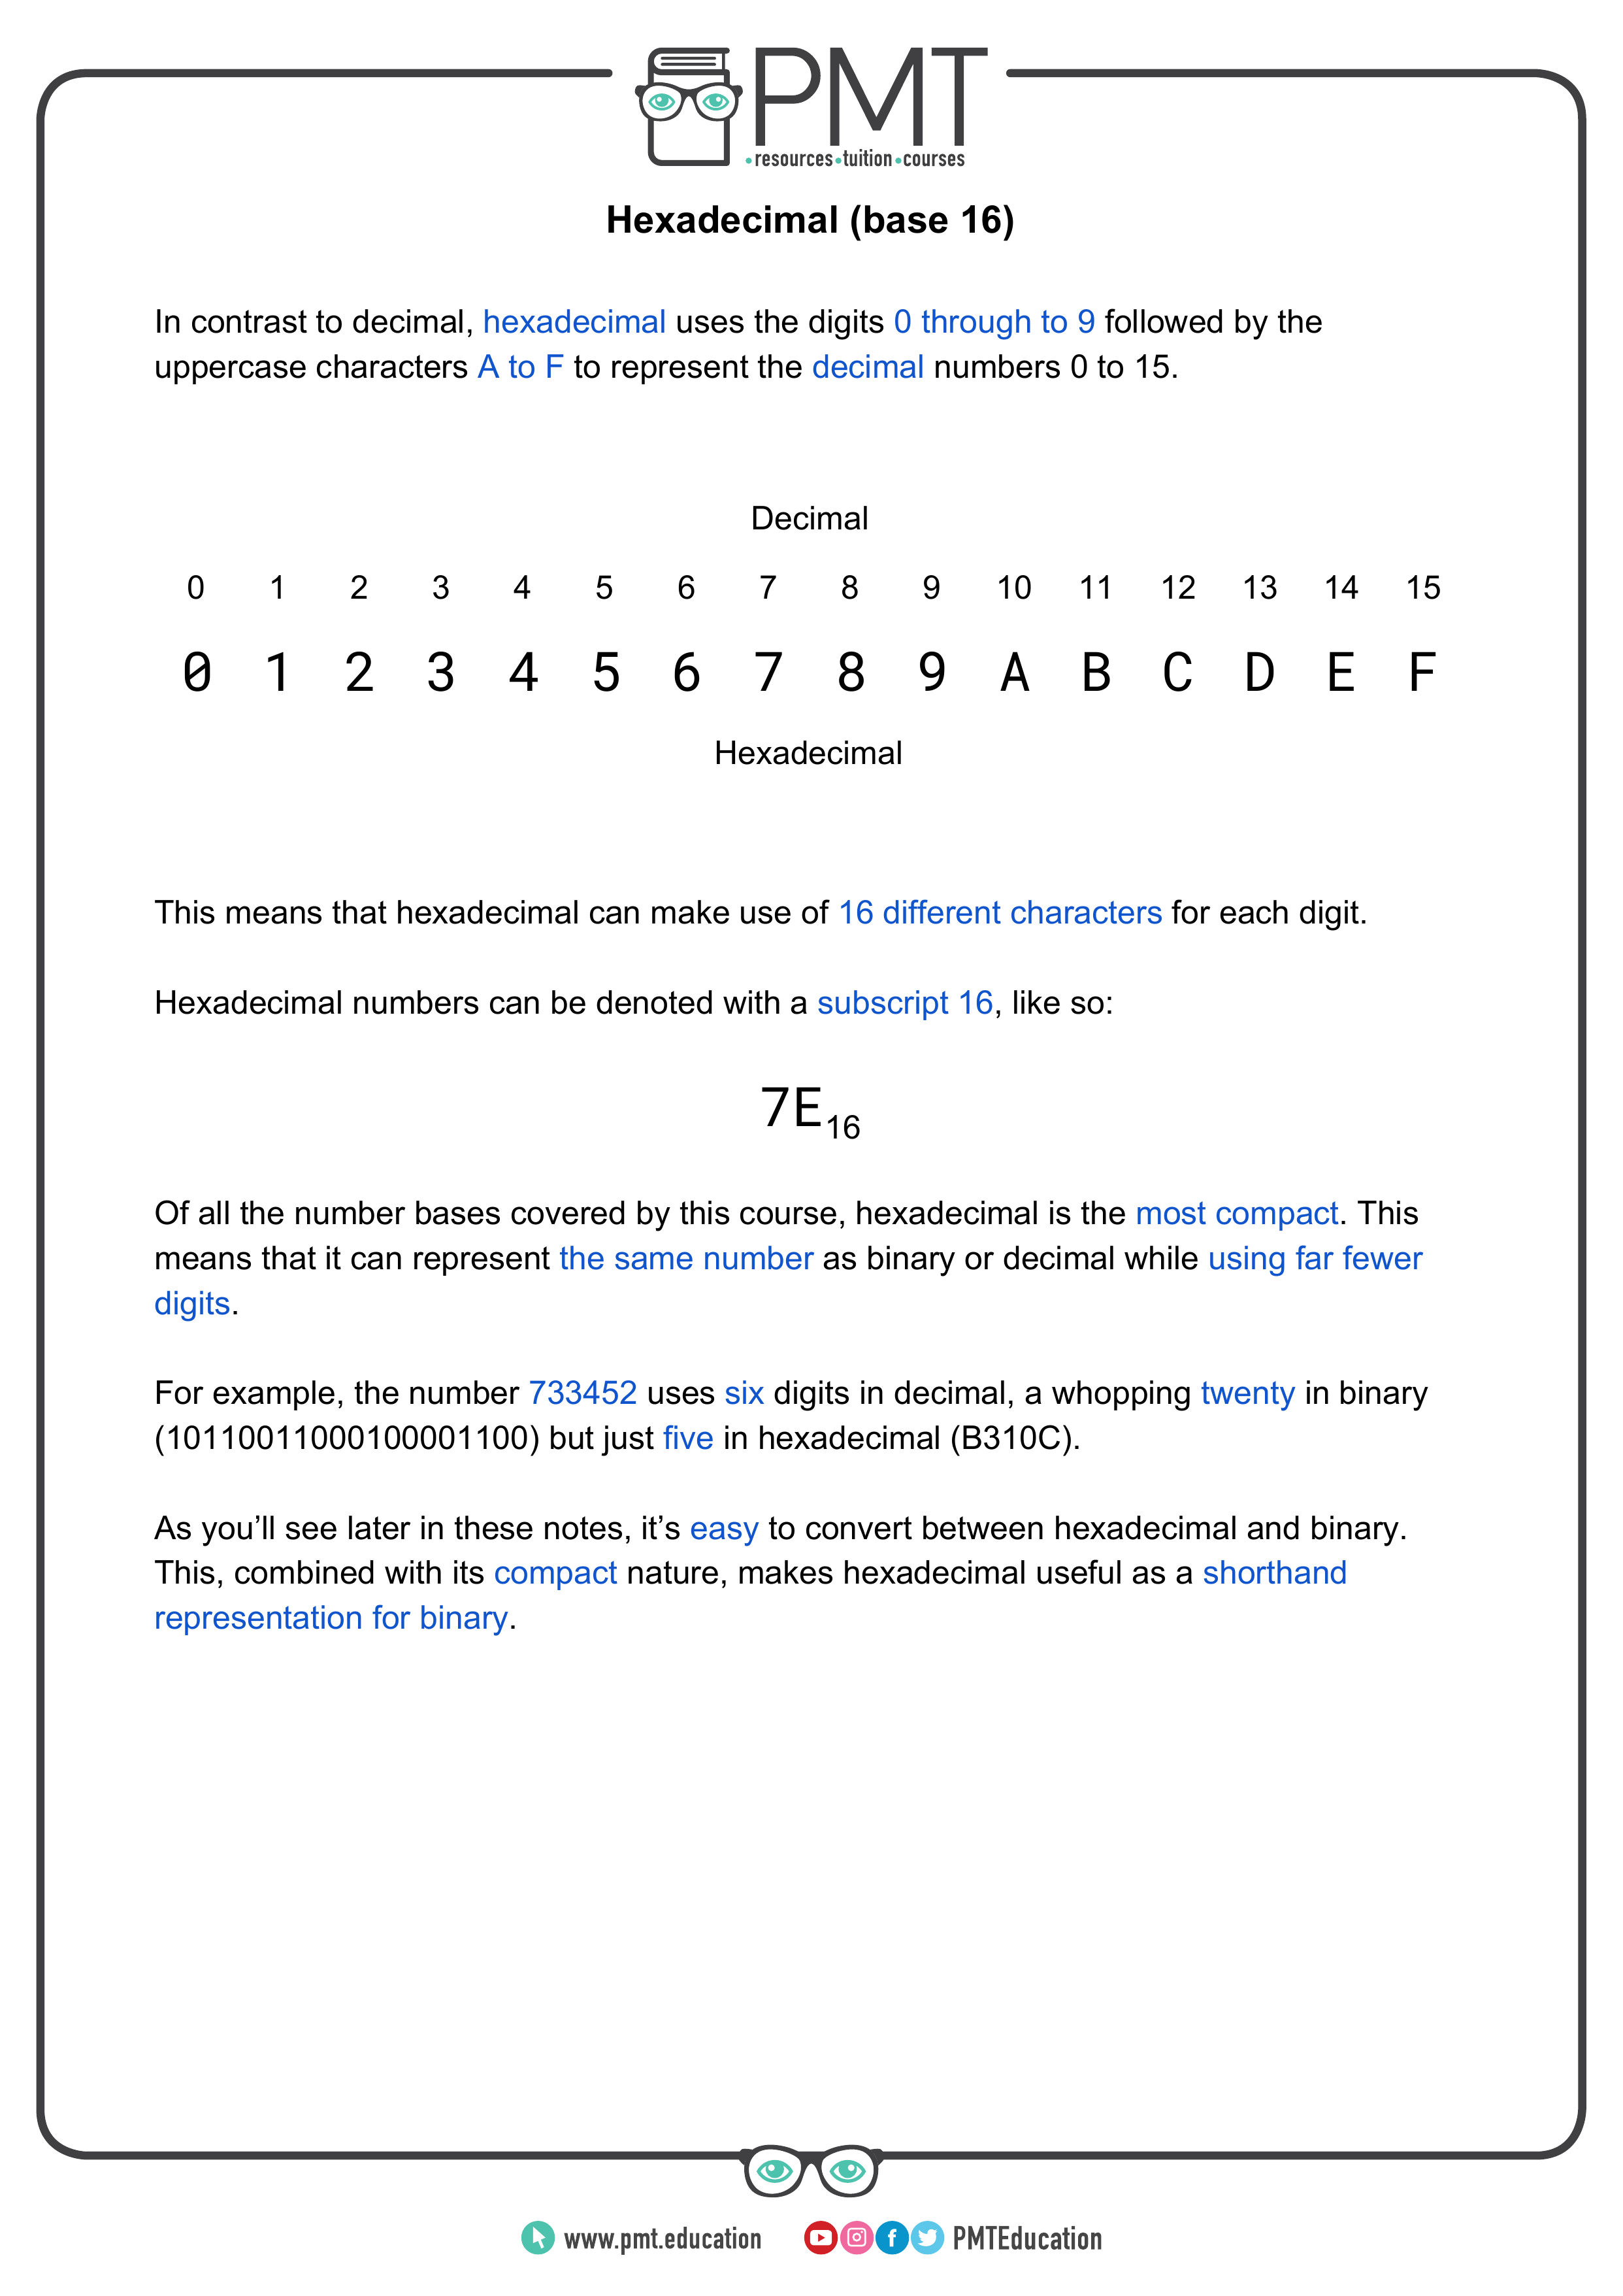 PMT
resources tuition courses
Hexadecimal (base 16)
In contrast to decimal, hexadecimal uses the digits 0 through to 9 followed by the
uppercase characters A to F to represent the decimal numbers 0 to 15.
Decimal
0 1 2 3 4 5 6 7 8 9 10 11 12 13 14 15
0 1 2 3 4 5 6 7 8 9 A B C D E F
Hexadecimal
This means that hexadecimal can make use of 16 different characters for each digit.
Hexadecimal numbers can be denoted with a subscript 16, like so:
7E₁₆
Of all the number bases covered by this course, hexadecimal is the most compact. This
means that it can represent the same number as binary or decimal while using far fewer
digits.
For example, the number 733452 uses six digits in decimal, a whopping twenty in binary
(10110011000100001100) but just five in hexadecimal (B310C).
As you’ll see later in these notes, it’s easy to convert between hexadecimal and binary.
This, combined with its compact nature, makes hexadecimal useful as a shorthand
representation for binary.
www.pmt.education PMTEducation